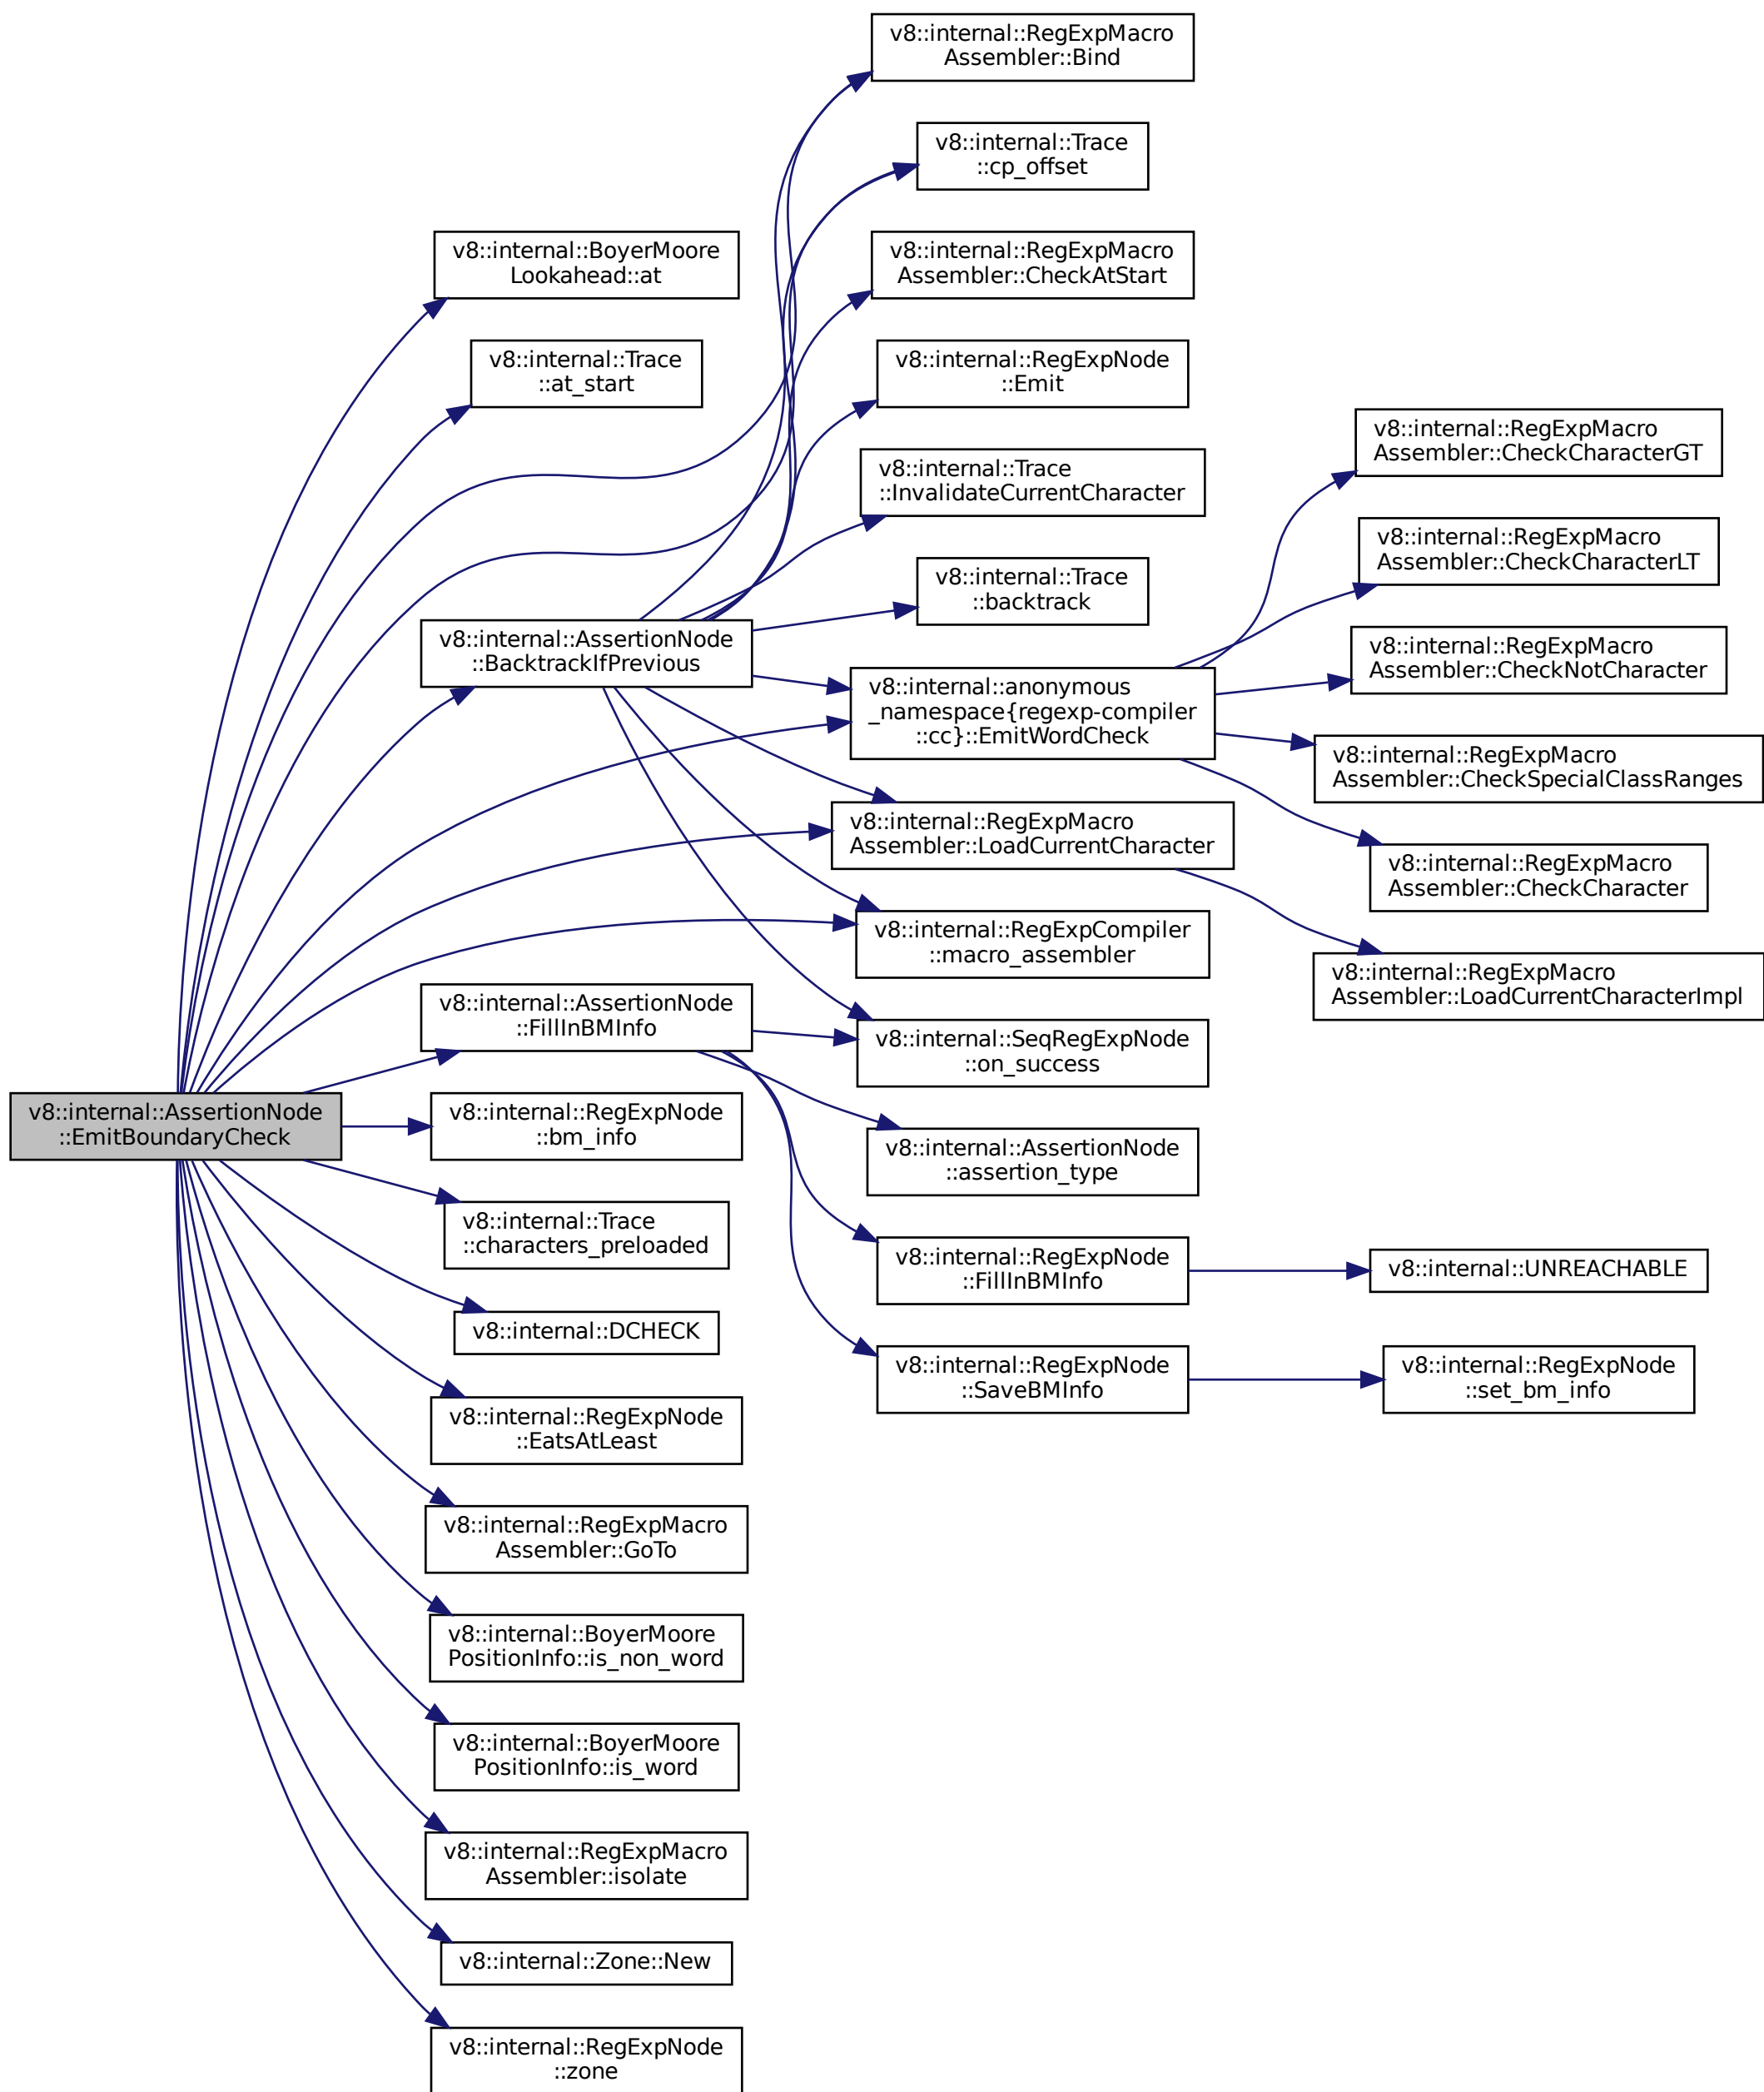 v8::internal::RegExpMacro
Assembler::Bind
v8::internal::Trace
::cp_offset
v8::internal::BoyerMoore
Lookahead::at
v8::internal::RegExpMacro
Assembler::CheckAtStart
v8::internal::Trace
::at_start
v8::internal::RegExpNode
::Emit
v8::internal::RegExpMacro
Assembler::CheckCharacterGT
v8::internal::Trace
::InvalidateCurrentCharacter
v8::internal::RegExpMacro
Assembler::CheckCharacterLT
v8::internal::Trace
::backtrack
v8::internal::AssertionNode
::BacktrackIfPrevious
v8::internal::RegExpMacro
Assembler::CheckNotCharacter
v8::internal::anonymous
_namespace{regexp-compiler
::cc}::EmitWordCheck
v8::internal::RegExpMacro
Assembler::CheckSpecialClassRanges
v8::internal::RegExpMacro
Assembler::LoadCurrentCharacter
v8::internal::RegExpMacro
Assembler::CheckCharacter
v8::internal::RegExpCompiler
::macro_assembler
v8::internal::RegExpMacro
Assembler::LoadCurrentCharacterImpl
v8::internal::AssertionNode
::FillInBMInfo
v8::internal::SeqRegExpNode
::on_success
v8::internal::AssertionNode
::EmitBoundaryCheck
v8::internal::RegExpNode
::bm_info
v8::internal::AssertionNode
::assertion_type
v8::internal::Trace
::characters_preloaded
v8::internal::RegExpNode
::FillInBMInfo
v8::internal::UNREACHABLE
v8::internal::DCHECK
v8::internal::RegExpNode
::SaveBMInfo
v8::internal::RegExpNode
::set_bm_info
v8::internal::RegExpNode
::EatsAtLeast
v8::internal::RegExpMacro
Assembler::GoTo
v8::internal::BoyerMoore
PositionInfo::is_non_word
v8::internal::BoyerMoore
PositionInfo::is_word
v8::internal::RegExpMacro
Assembler::isolate
v8::internal::Zone::New
v8::internal::RegExpNode
::zone